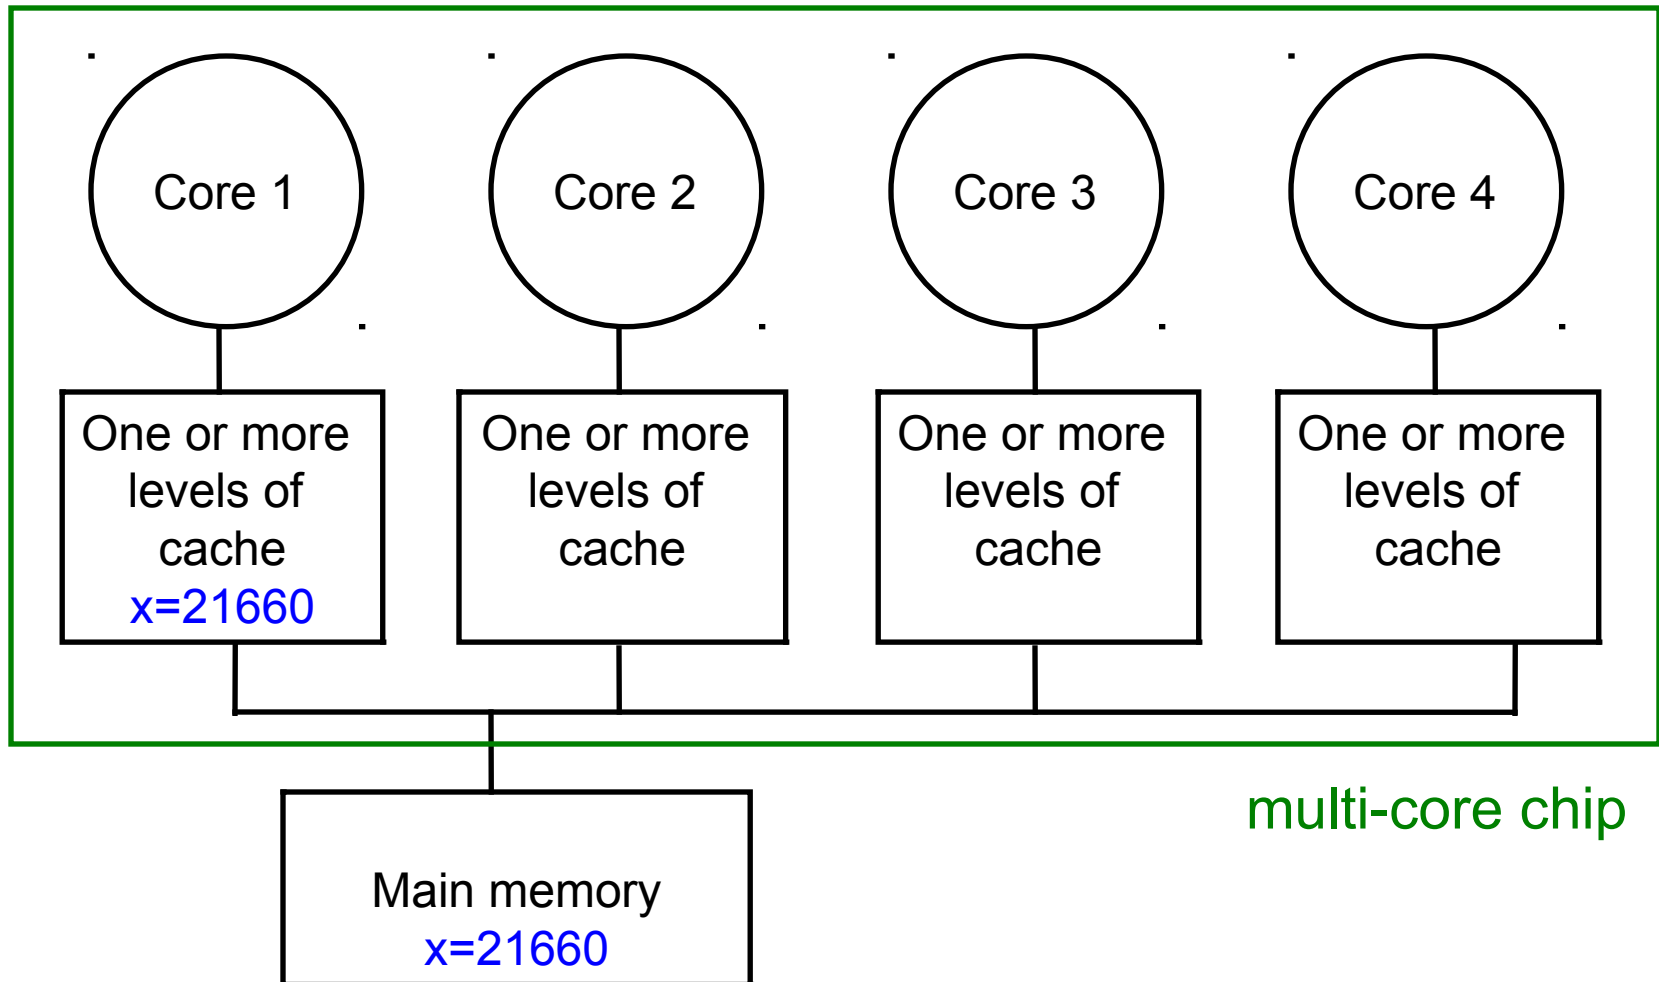 Core 1
Core 2
Core 3
Core 4
One or more
levels of
cache
x=21660
One or more
levels of
cache
One or more
levels of
cache
One or more
levels of
cache
multi-core chip
Main memory
x=21660